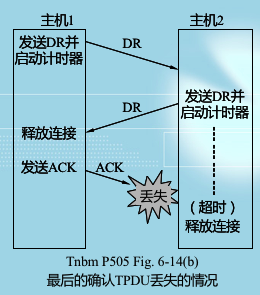 主机1
主机2
发送DR并
启动计时器
DR
发送DR并
启动计时器
DR
释放连接
发送ACK
ACK
丢失
（超时）
释放连接
Tnbm P505 Fig. 6-14(b)
最后的确认TPDU丢失的情况